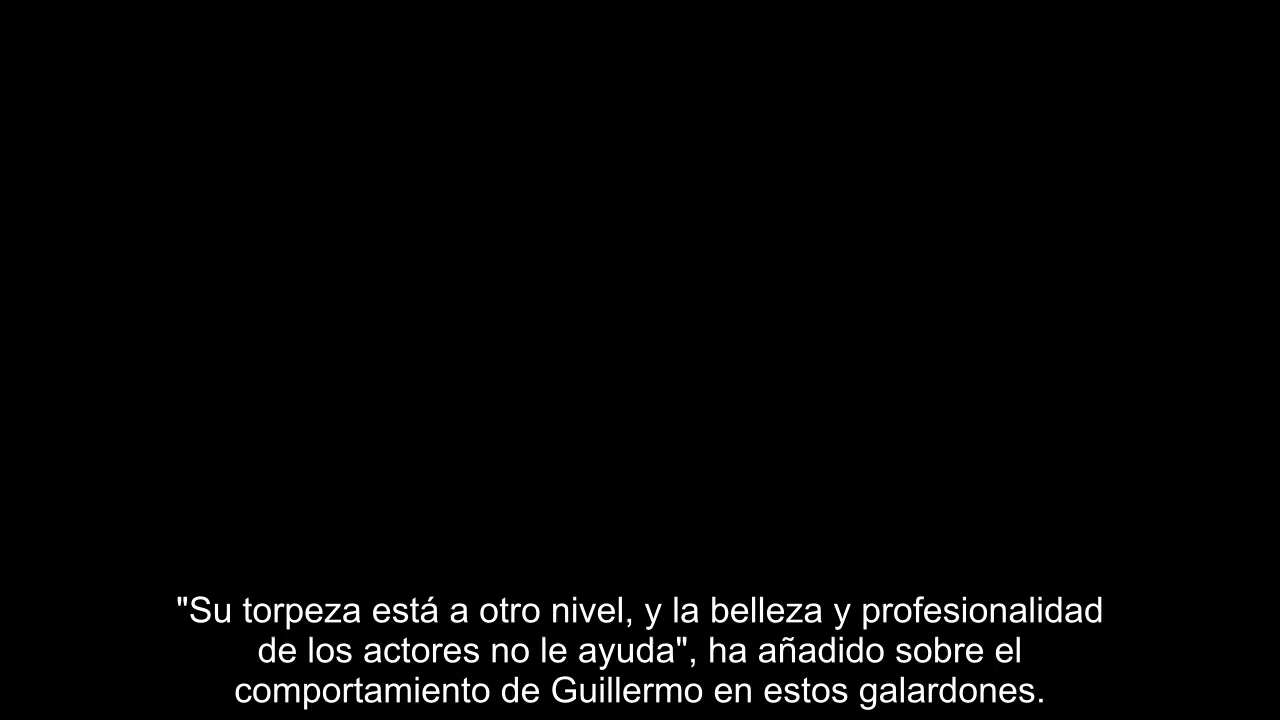 "Su torpeza está a otro nivel, y la belleza y profesionalidad
de los actores no le ayuda", ha añadido sobre el
comportamiento de Guillermo en estos galardones.